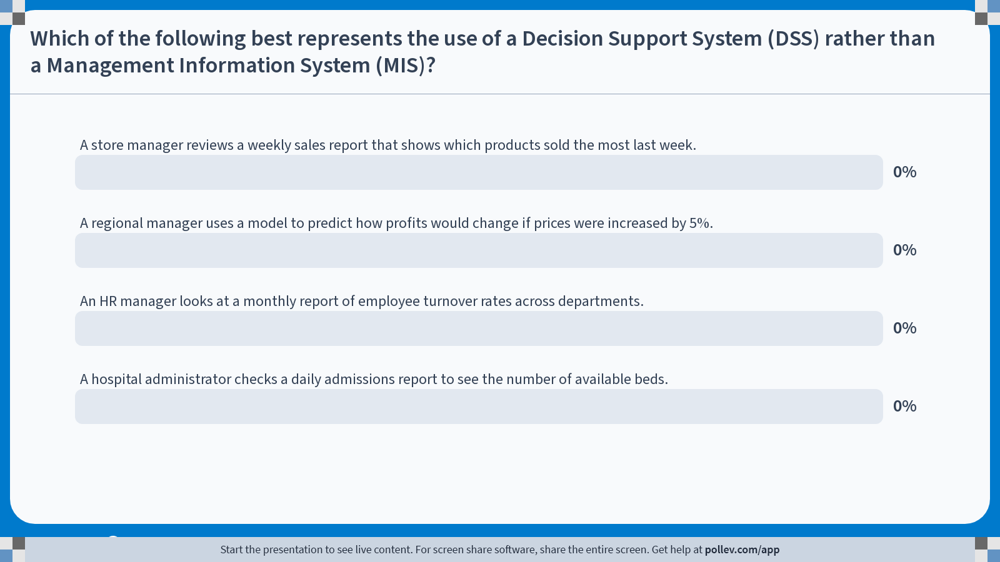 Which of the following best represents the use of a Decision Support System (DSS) rather than
a Management Information System (MIS)?
A store manager reviews a weekly sales report that shows which products sold the most last week.
0%
A regional manager uses a model to predict how profits would change if prices were increased by 5%.
0%
An HR manager looks at a monthly report of employee turnover rates across departments.
0%
A hospital administrator checks a daily admissions report to see the number of available beds.
0%
Start the presentation to see live content. For screen share software, share the entire screen. Get help at pollev.com/app